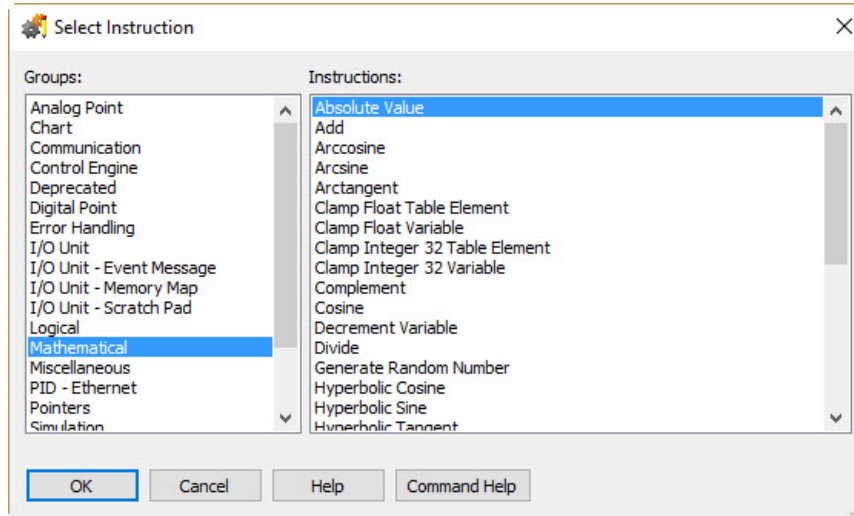 Select Instruction
Groups:
Analog Point
Chart
Communication
Control Engine
Deprecated
Digital Point
Error Handling
I/O Unit
I/O Unit - Event Message
I/O Unit - Memory Map
I/O Unit - Scratch Pad
Logical
Mathematical
Miscellaneous
PID - Ethernet
Pointers
Simulation
Instructions:
Absolute Value
Add
Arccosine
Arcsine
Arctangent
Clamp Float Table Element
Clamp Float Variable
Clamp Integer 32 Table Element
Clamp Integer 32 Variable
Complement
Cosine
Decrement Variable
Divide
Generate Random Number
Hyperbolic Cosine
Hyperbolic Sine
Hyperbolic Tangent
OK
Cancel
Help
Command Help